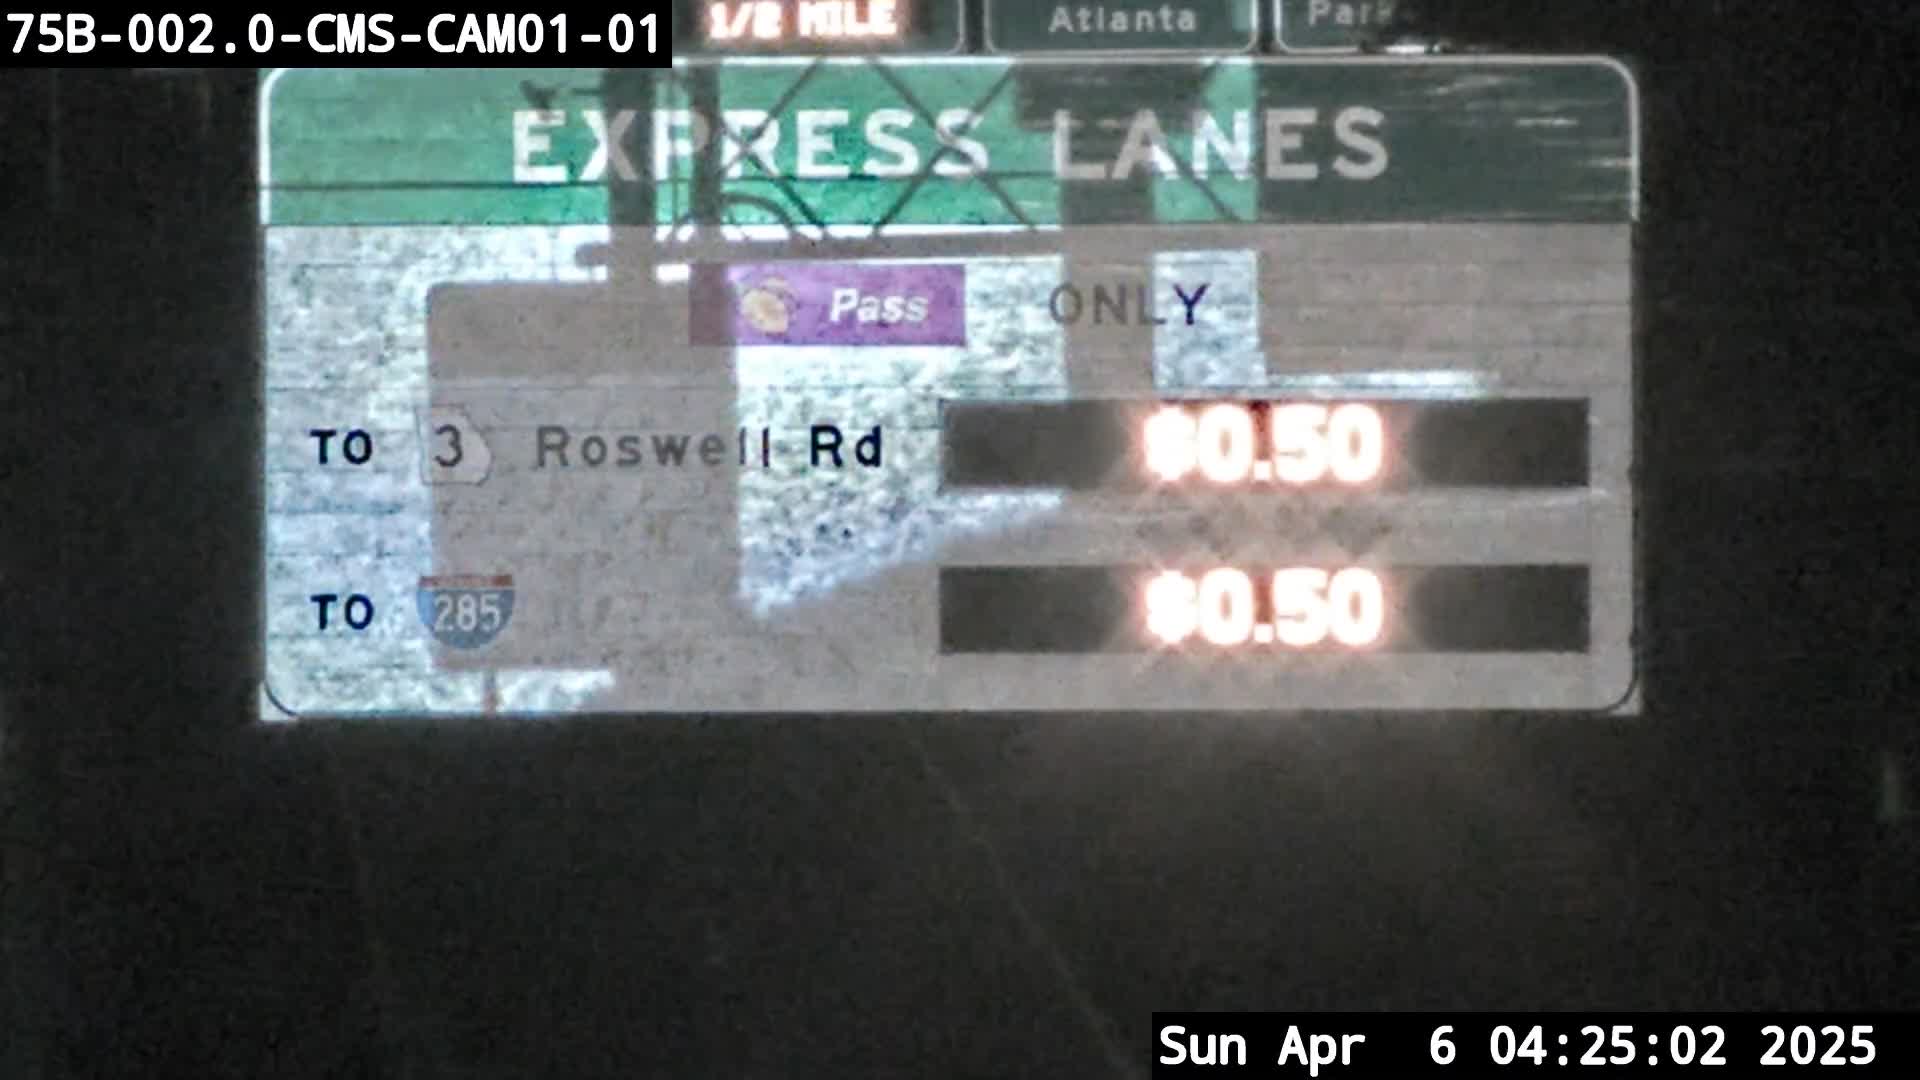 75B-002.0-CMS-CAM01-01
1/2 MILE
Atlanta
Park
EXPRESS LANES
Pass ONLY
TO 3 Roswell Rd $0.50
TO 285 $0.50
Sun Apr 6 04:25:02 2025